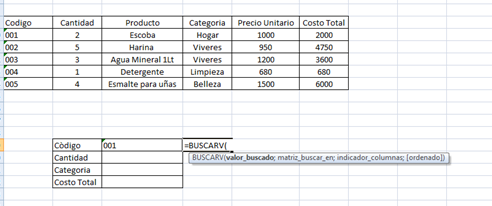 Codigo Cantidad Producto Categoria Precio Unitario Costo Total
001 2 Escoba Hogar 1000 2000
002 5 Harina Viveres 950 4750
003 3 Agua Mineral 1Lt Viveres 1200 3600
004 1 Detergente Limpieza 680 680
005 4 Esmalte para uñas Belleza 1500 6000
Còdigo 001 =BUSCARV(
Cantidad BUSCARV(valor_buscado; matriz_buscar_en; indicador_columnas; [ordenado])
Categoria
Costo Total